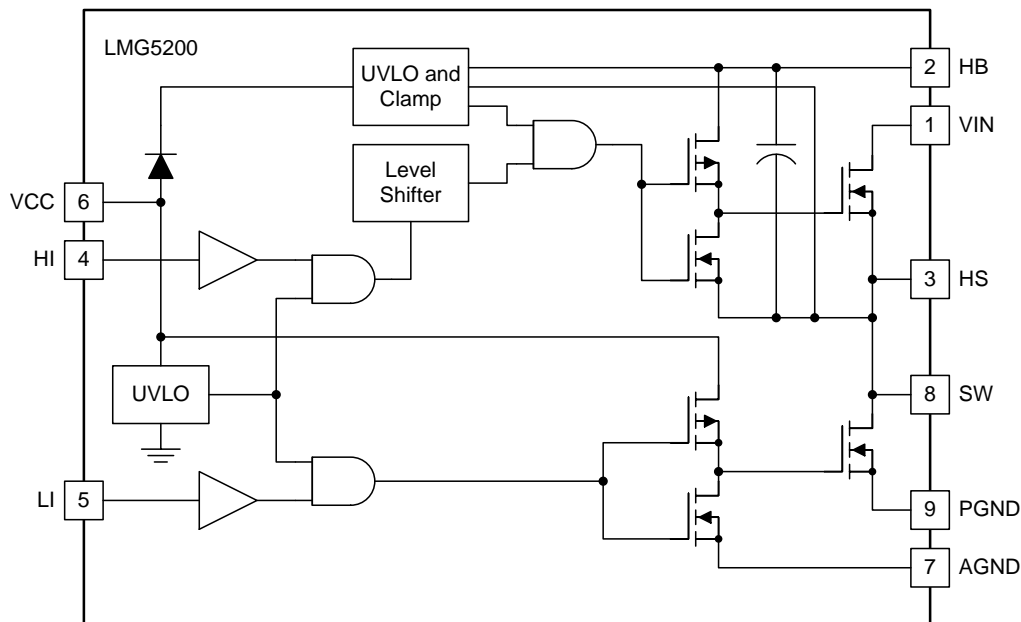 LMG5200
UVLO and
Clamp
2 HB
1 VIN
Level
Shifter
VCC 6
HI 4
3 HS
UVLO
8 SW
LI 5
9 PGND
7 AGND